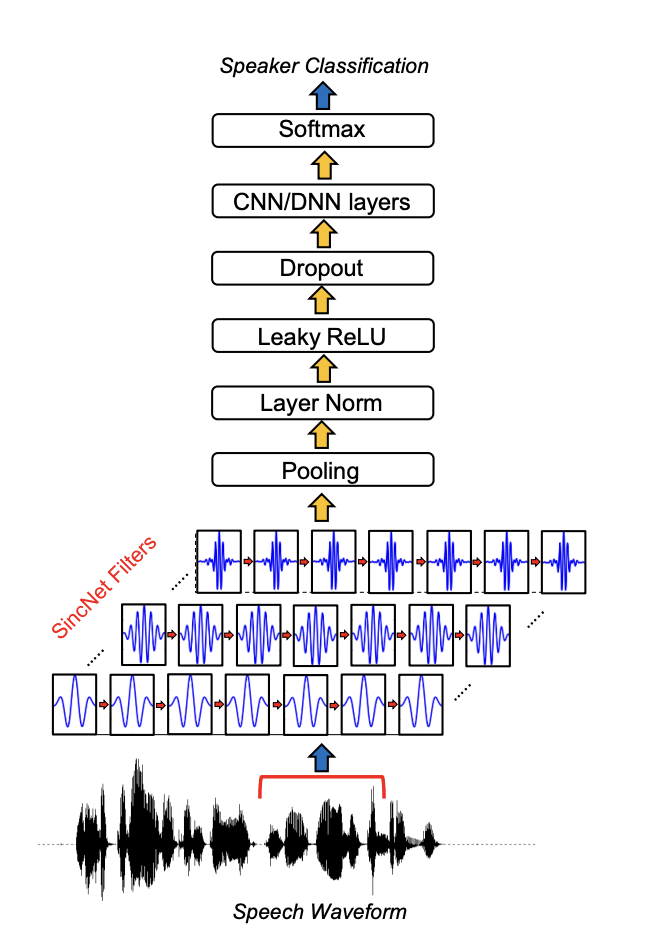 Speaker Classification
Softmax
CNN/DNN layers
Dropout
Leaky ReLU
Layer Norm
Pooling
SincNet Filters
Speech Waveform